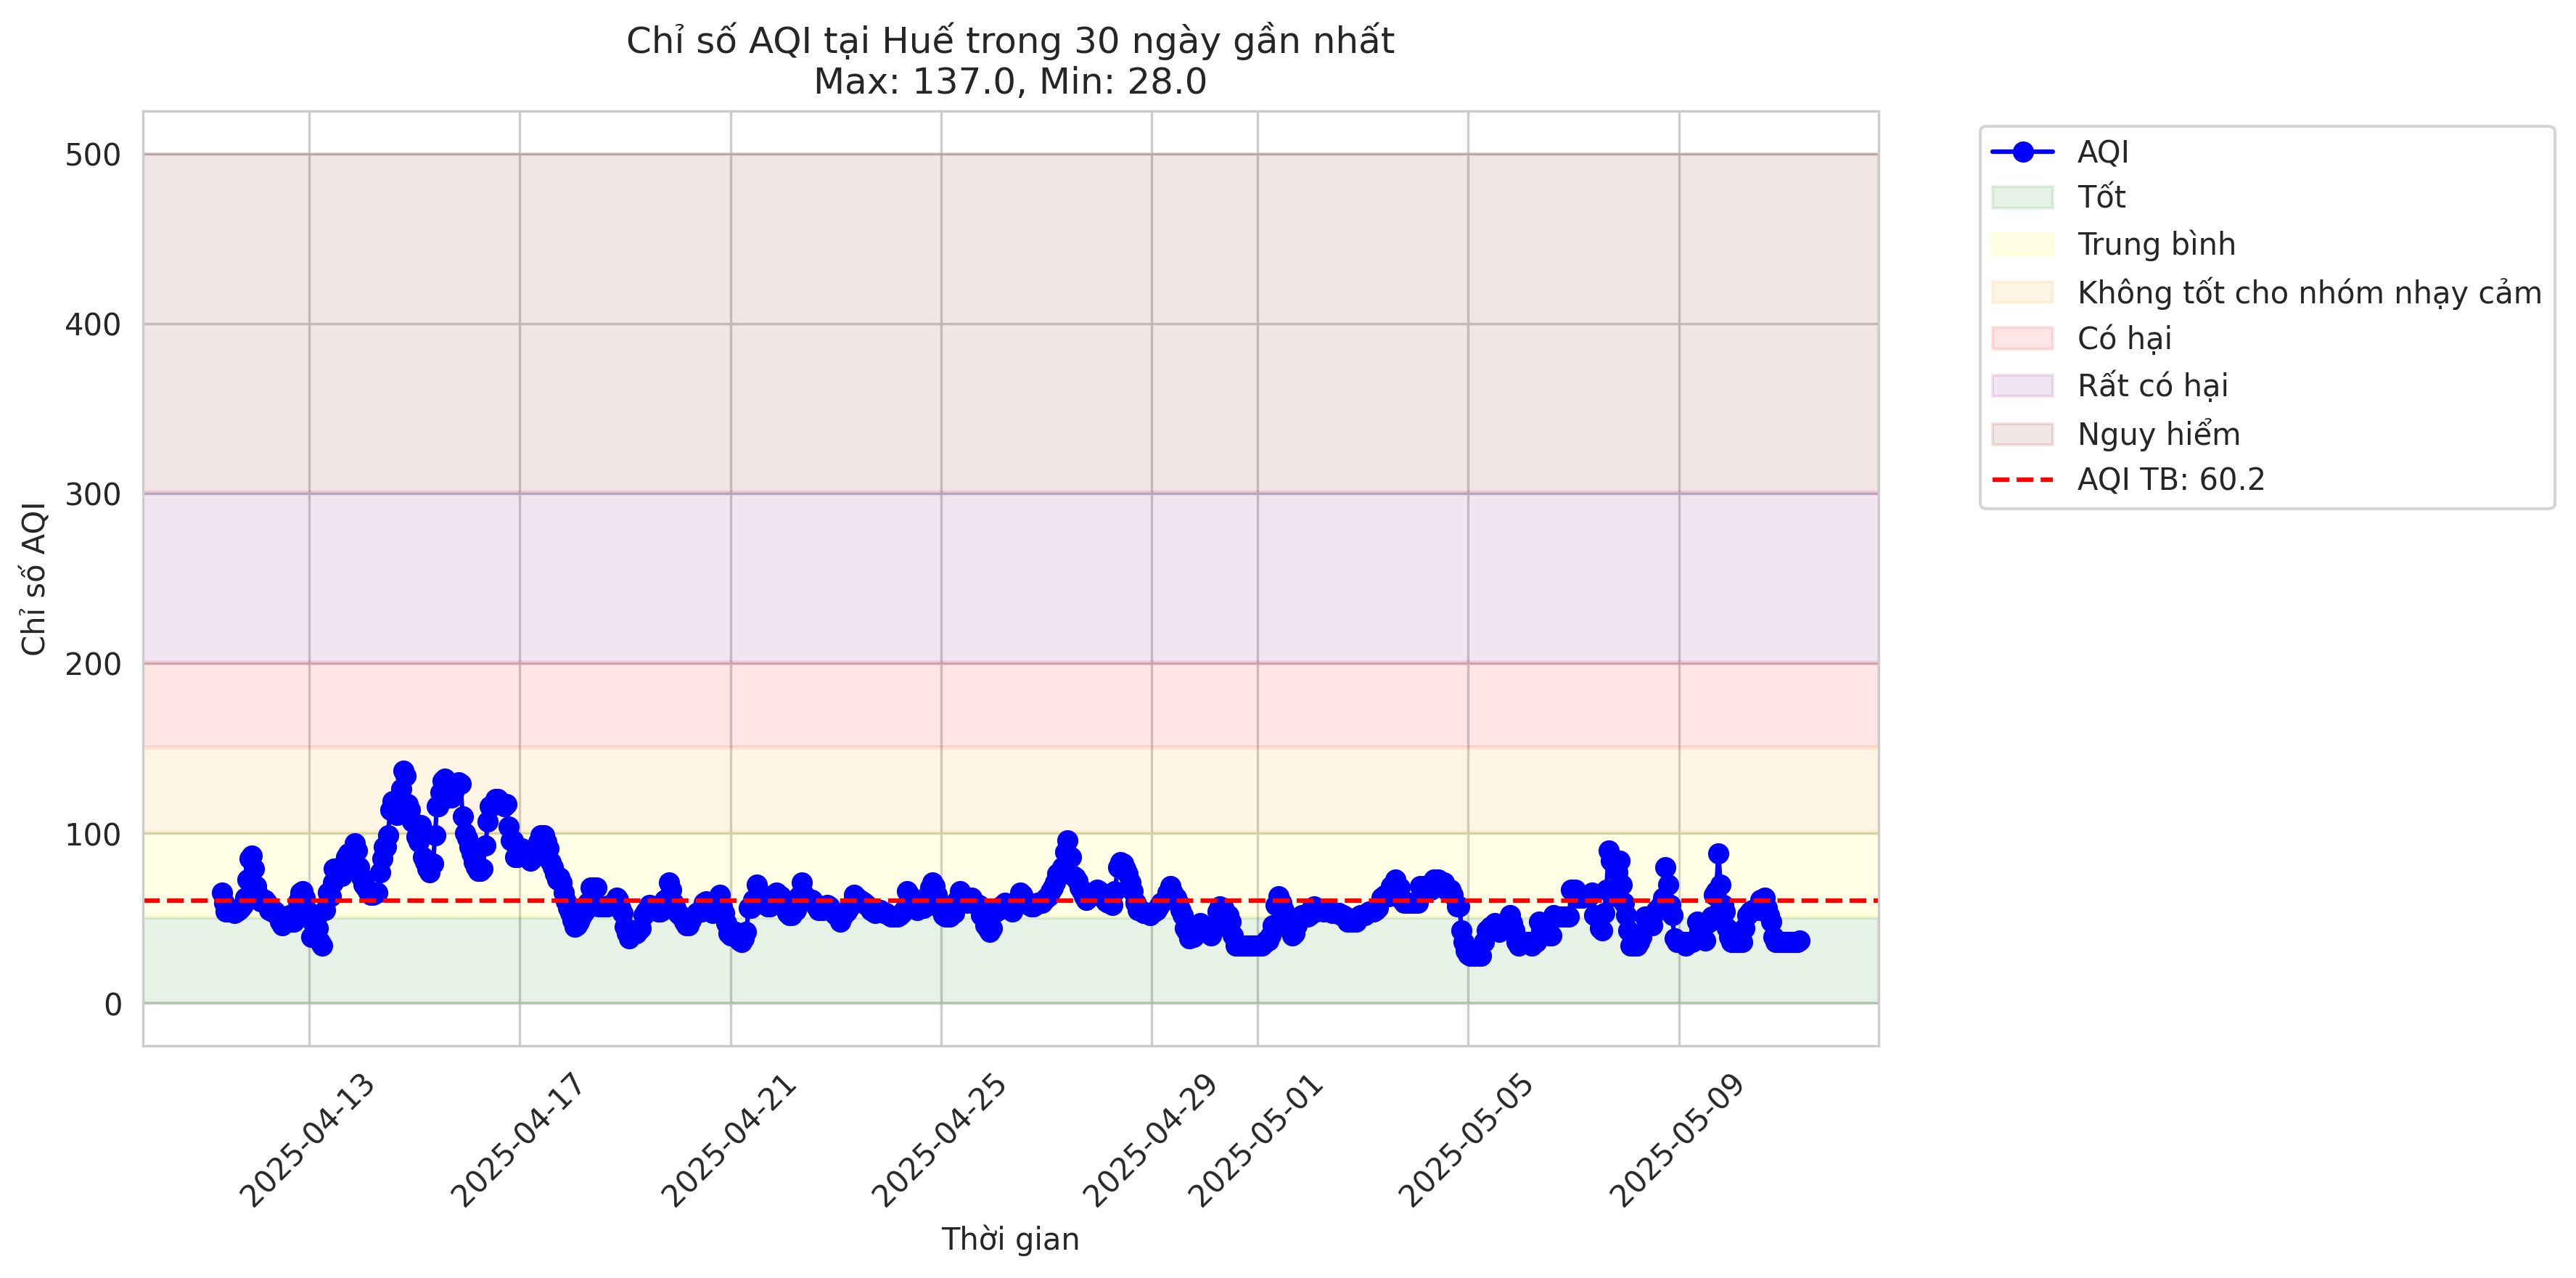 Chỉ số AQI tại Huế trong 30 ngày gần nhất
Max: 137.0, Min: 28.0
Chỉ số AQI
500
400
300
200
100
0
2025-04-13
2025-04-17
2025-04-21
2025-04-25
2025-04-29
2025-05-01
2025-05-05
2025-05-09
Thời gian
AQI
Tốt
Trung bình
Không tốt cho nhóm nhạy cảm
Có hại
Rất có hại
Nguy hiểm
AQI TB: 60.2